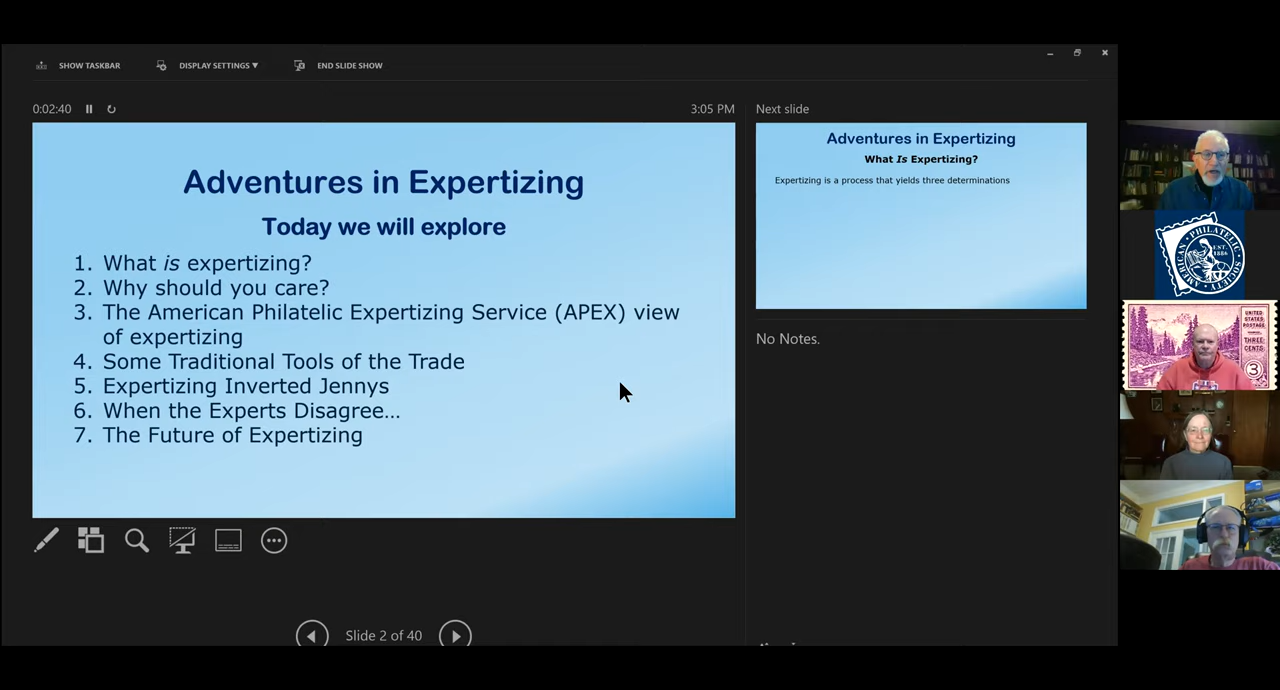 SHOW TASKBAR
DISPLAY SETTINGS ▼
END SLIDE SHOW
0:02:40
3:05 PM
Adventures in Expertizing
Today we will explore
1. What is expertizing?
2. Why should you care?
3. The American Philatelic Expertizing Service (APEX) view
of expertizing
4. Some Traditional Tools of the Trade
5. Expertizing Inverted Jennys
6. When the Experts Disagree...
7. The Future of Expertizing
Slide 2 of 40
Next slide
Adventures in Expertizing
What Is Expertizing?
Expertizing is a process that yields three determinations
No Notes.
AMERICAN PHILATELIC SOCIETY
EST.
1886
UNITED
STATES
POSTAGE
THREE
CENTS
3